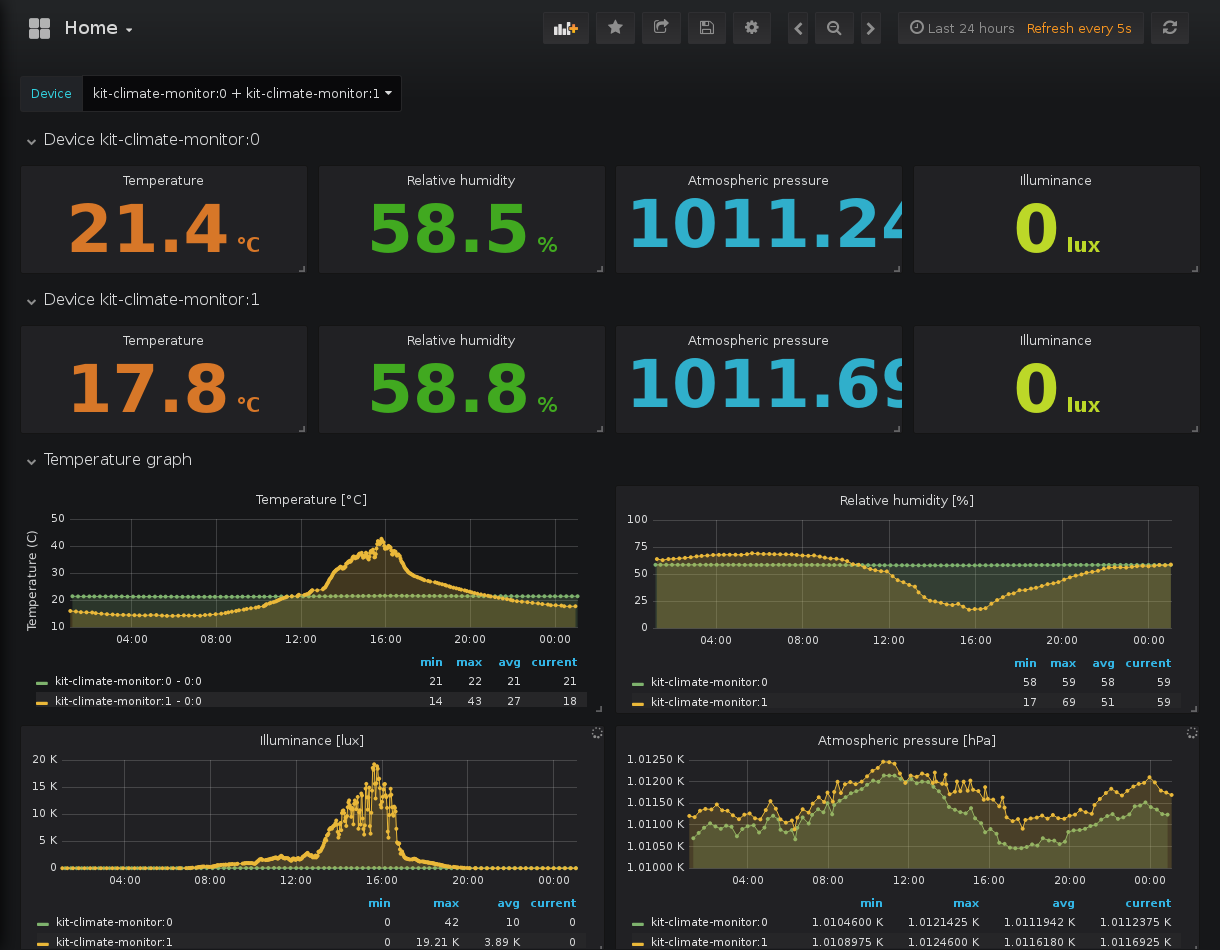 Home
Last 24 hours Refresh every 5s
Device kit-climate-monitor:0 + kit-climate-monitor:1
Device kit-climate-monitor:0
Temperature Relative humidity Atmospheric pressure Illuminance
21.4 °C 58.5 % 1011.24 0 lux
Device kit-climate-monitor:1
Temperature Relative humidity Atmospheric pressure Illuminance
17.8 °C 58.8 % 1011.69 0 lux
Temperature graph
Temperature [°C]
Temperature (C)
50
40
30
20
10
04:00 08:00 12:00 16:00 20:00 00:00
min max avg current
kit-climate-monitor:0 - 0:0 21 22 21 21
kit-climate-monitor:1 - 0:0 14 43 27 18
Relative humidity [%]
100
75
50
25
0
04:00 08:00 12:00 16:00 20:00 00:00
min max avg current
kit-climate-monitor:0 58 59 58 59
kit-climate-monitor:1 17 69 51 59
Illuminance [lux]
20 K
15 K
10 K
5 K
0
04:00 08:00 12:00 16:00 20:00 00:00
min max avg current
kit-climate-monitor:0 0 42 10 0
kit-climate-monitor:1 0 19.21 K 3.89 K 0
Atmospheric pressure [hPa]
1.01250 K
1.01200 K
1.01150 K
1.01100 K
1.01050 K
1.01000 K
04:00 08:00 12:00 16:00 20:00 00:00
min max avg current
kit-climate-monitor:0 1.0104600 K 1.0121425 K 1.0111942 K 1.0112375 K
kit-climate-monitor:1 1.0108975 K 1.0124600 K 1.0116180 K 1.0116925 K